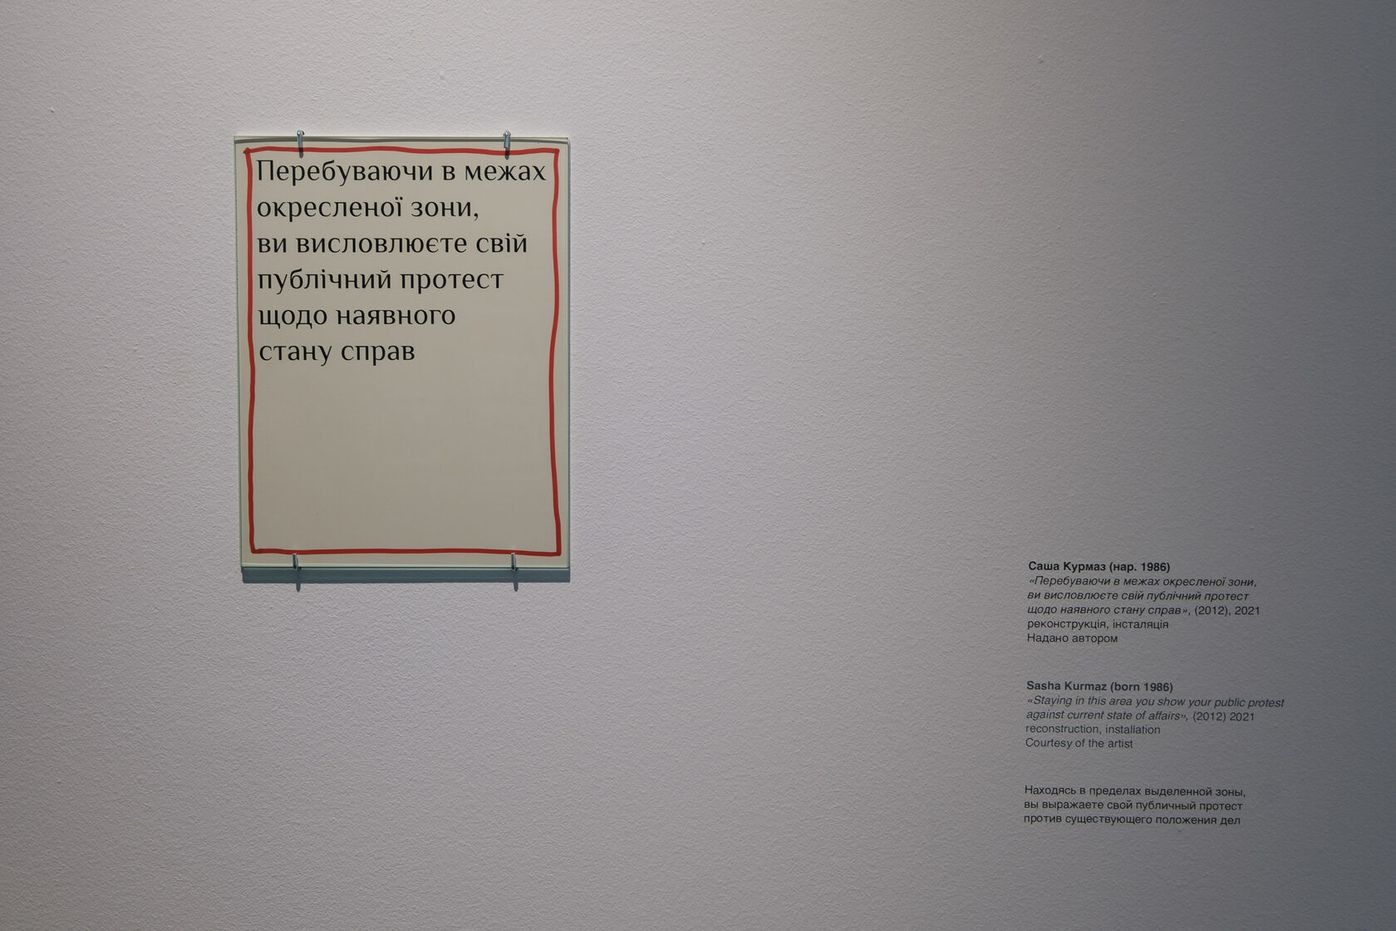 Перебуваючи в межах
окресленої зони,
ви висловлюєте свій
публічний протест
щодо наявного
стану справ
Саша Курмаз (нар. 1986)
«Перебуваючи в межах окресленої зони,
ви висловлюєте свій публічний протест
щодо наявного стану справ», (2012), 2021
реконструкція, інсталяція
Надано автором
Sasha Kurmaz (born 1986)
«Staying in this area you show your public protest
against current state of affairs», (2012) 2021
reconstruction, installation
Courtesy of the artist
Находясь в пределах выделенной зоны,
вы выражаете свой публичный протест
против существующего положения дел